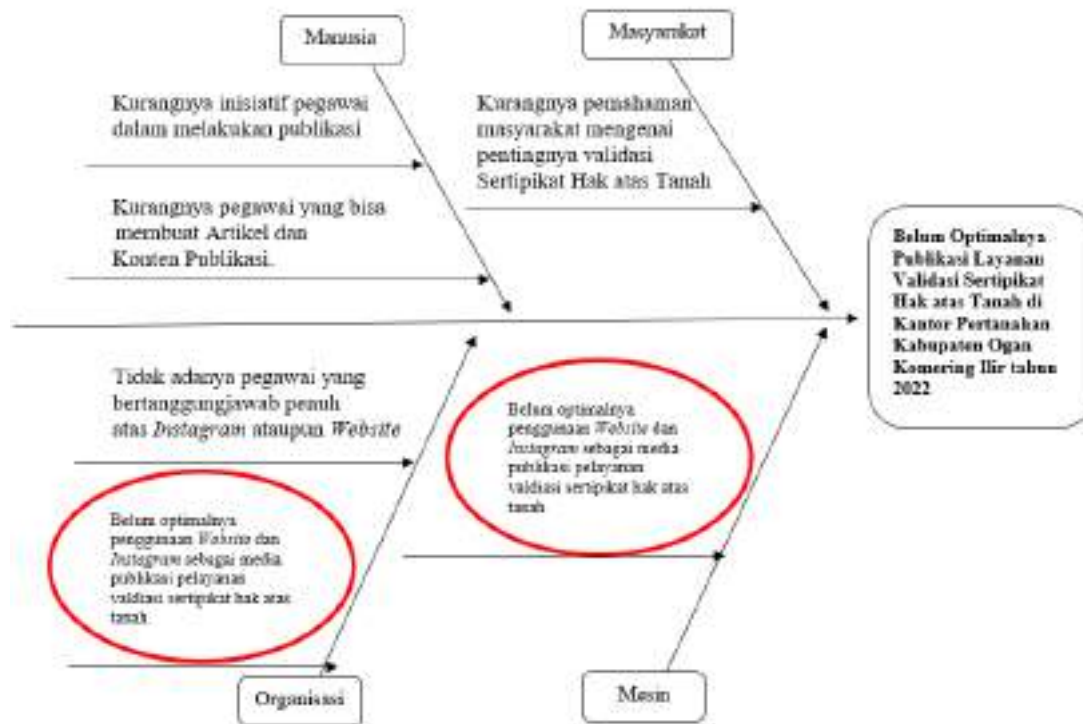 Manusia
Masyarakat
Kurangnya inisiatif pegawai
dalam melakukan publikasi
Kurangnya pegawai yang bisa
membuat Artikel dan
Konten Publikasi.
Kurangnya pemahaman
masyarakat mengenai
pentingnya validasi
Sertipikat Hak atas Tanah
Belum Optimalnya
Publikasi Layanan
Validasi Sertipikat
Hak atas Tanah di
Kantor Pertanahan
Kabupaten Ogan
Komering Ilir tahun
2022
Tidak adanya pegawai yang
bertanggungjawab penuh
atas Instagram ataupun Website
Belum optimalnya
penggunaan Website dan
Instagram sebagai media
publikasi pelayanan
valdiasi sertipikat hak atas
tanah
Belum optimalnya
penggunaan Website dan
Instagram sebagai media
publikasi pelayanan
valdiasi sertipikat hak atas
tanah.
Organisasi
Mesin